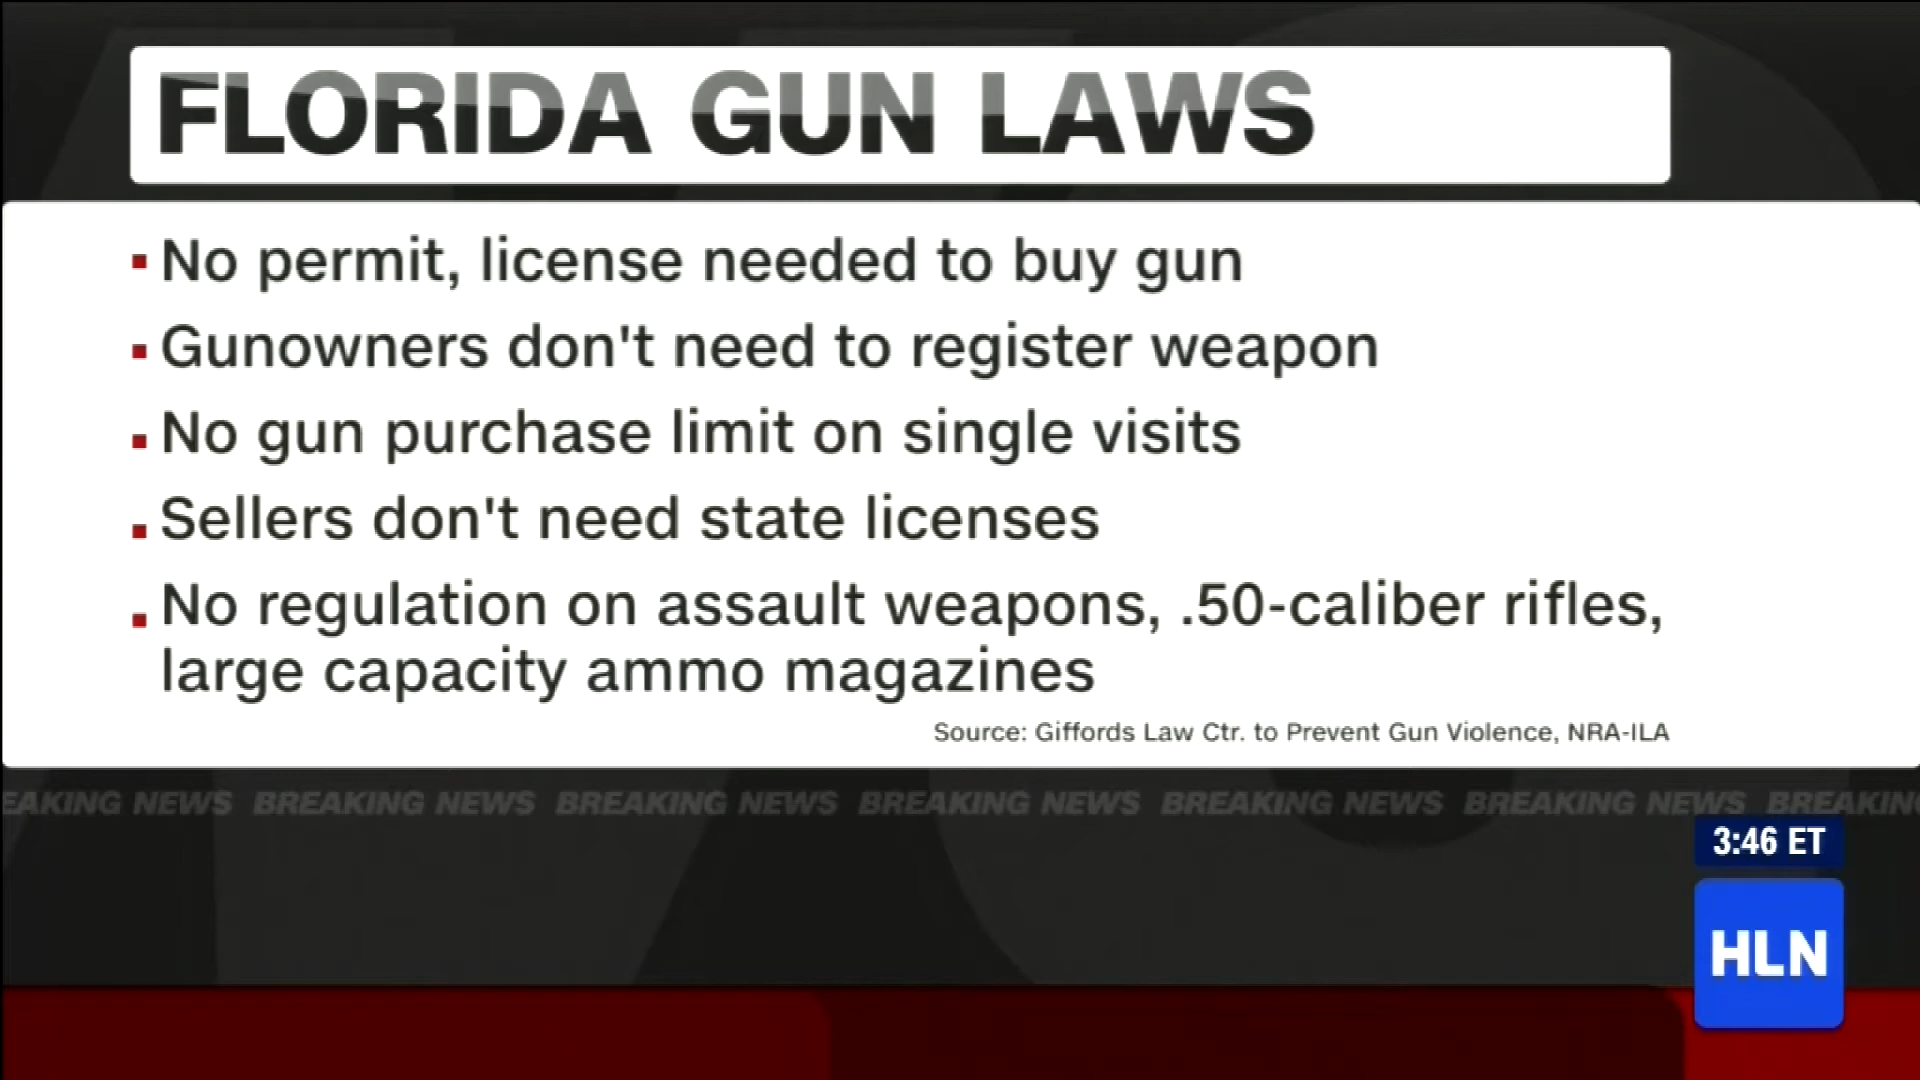 FLORIDA GUN LAWS
No permit, license needed to buy gun
Gunowners don't need to register weapon
No gun purchase limit on single visits
Sellers don't need state licenses
No regulation on assault weapons, .50-caliber rifles,
large capacity ammo magazines
Source: Giffords Law Ctr. to Prevent Gun Violence, NRA-ILA
EAKING NEWS BREAKING NEWS BREAKING NEWS BREAKING NEWS BREAKING NEWS BREAKING NEWS BREAKING
3:46 ET
HLN